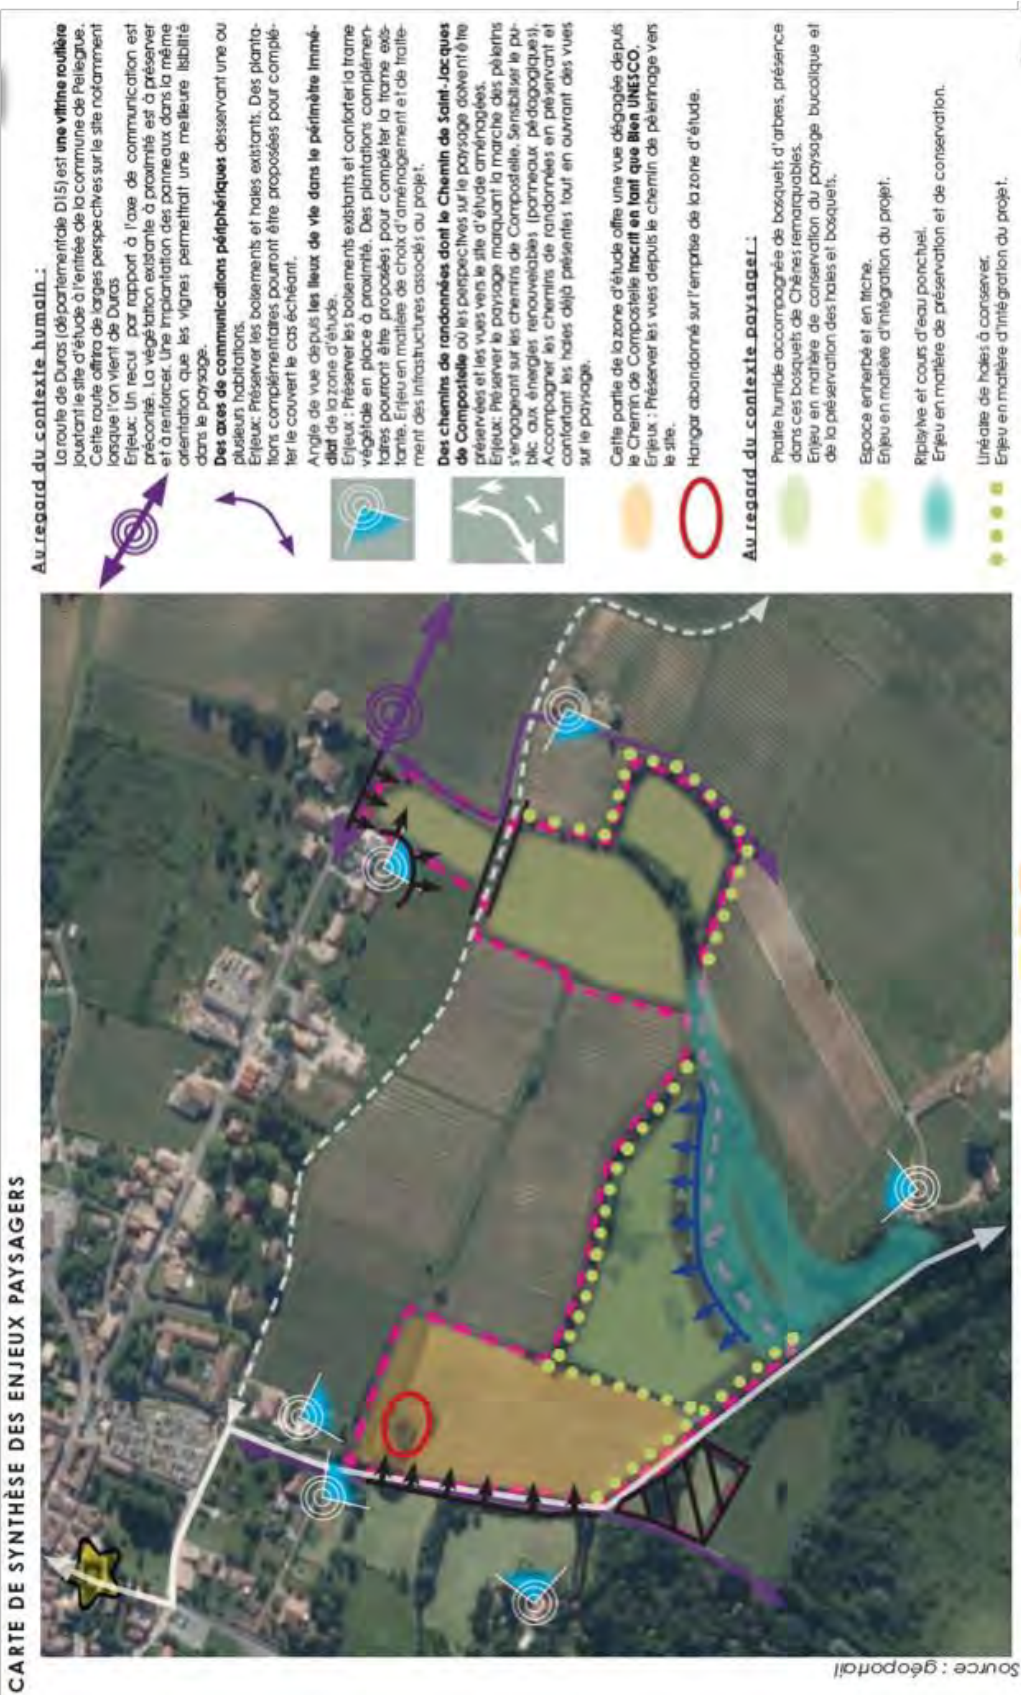 CARTE DE SYNTHÈSE DES ENJEUX PAYSAGERS
Au regard du contexte humain :
La route de Duras (départementale D15) est une vitrine routière
jouxtant le site d'étude à l'entrée de la commune de Pellegrue.
Cette route offrira de larges perspectives sur le site notamment
lorsque l'on vient de Duras
Enjeux: Un recul par rapport à l'axe de communication est
préconisé. La végétation existante à proximité est à préserver
et à renforcer. Une implantation des panneaux dans la même
orientation que les vignes permettrait une meilleure lisibilité
dans le paysage.
Des axes de communications périphériques desservant une ou
plusieurs habitations.
Enjeux: Préserver les boisements et haies existants. Des planta-
tions complémentaires pourront être proposées pour complé-
ter le couvert le cas échéant.
Angle de vue depuis les lieux de vie dans le périmètre immé-
diat de la zone d'étude.
Enjeux : Préserver les boisements existants et conforter la trame
végétale en place à proximité. Des plantations complémen-
taires pourront être proposées pour compléter la trame exis-
tante. Enjeu en matière de choix d'aménagement et de traite-
ment des infrastructures associés au projet.
Des chemins de randonnées dont le Chemin de Saint-Jacques
de Compostelle où les perspectives sur le paysage doivent être
préservées et les vues vers le site d'étude aménagées.
Enjeux: Préserver le paysage marquant la marche des pèlerins
s'engageant sur les chemins de Compostelle. Sensibiliser le pu-
blic aux énergies renouvelables (panneaux pédagogiques).
Accompagner les chemins de randonnées en préservant et
confortant les haies déjà présentes tout en ouvrant des vues
sur le paysage.
Cette partie de la zone d'étude offre une vue dégagée depuis
le Chemin de Compostelle Inscrit en tant que Bien UNESCO.
Enjeux : Préserver les vues depuis le chemin de pèlerinage vers
le site.
Hangar abandonné sur l'emprise de la zone d'étude.
Au regard du contexte paysager :
Prairie humide accompagnée de bosquets d'arbres, présence
dans ces bosquets de Chênes remarquables.
Enjeu en matière de conservation du paysage bucolique et
de la préservation des haies et bosquets.
Espace enherbé et en friche.
Enjeu en matière d'intégration du projet.
Ripisylve et cours d'eau ponctuel.
Enjeu en matière de préservation et de conservation.
Linéaire de haies à conserver.
Enjeu en matière d'intégration du projet.
Source : géoportail